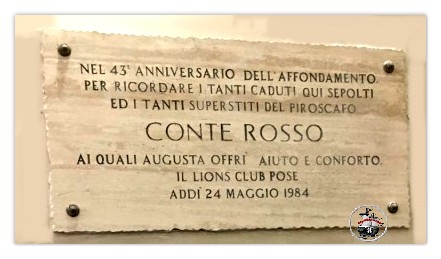 NEL 43° ANNIVERSARIO DELL'AFFONDAMENTO.
PER RICORDARE I TANTI CADUTI QUI SEPOLTI
ED I TANTI SUPERSTITI DEL PIROSCAFO
CONTE ROSSO
AI QUALI AUGUSTA OFFRÌ AIUTO E CONFORTO.
IL LIONS CLUB POSE
ADDÌ 24 MAGGIO 1984